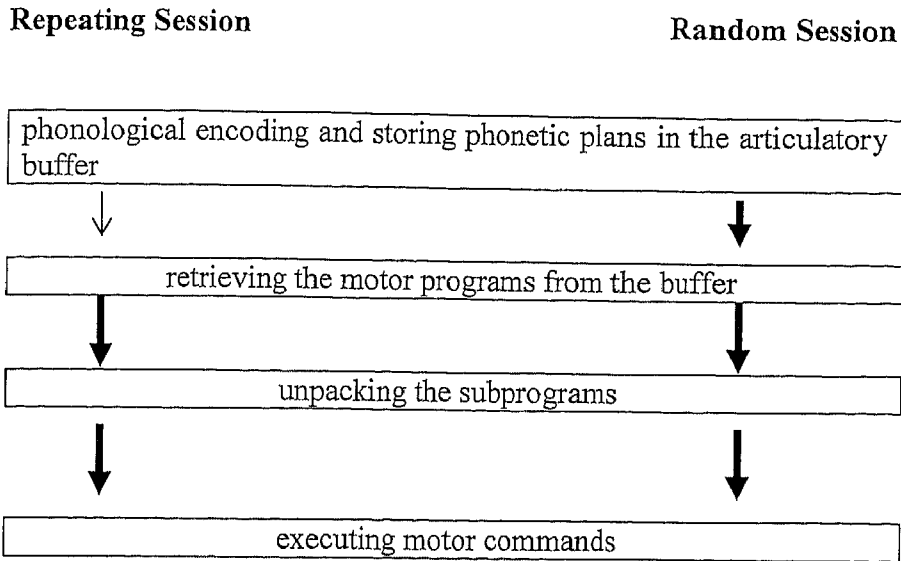 Repeating Session
Random Session
phonological encoding and storing phonetic plans in the articulatory
buffer
retrieving the motor programs from the buffer
unpacking the subprograms
executing motor commands